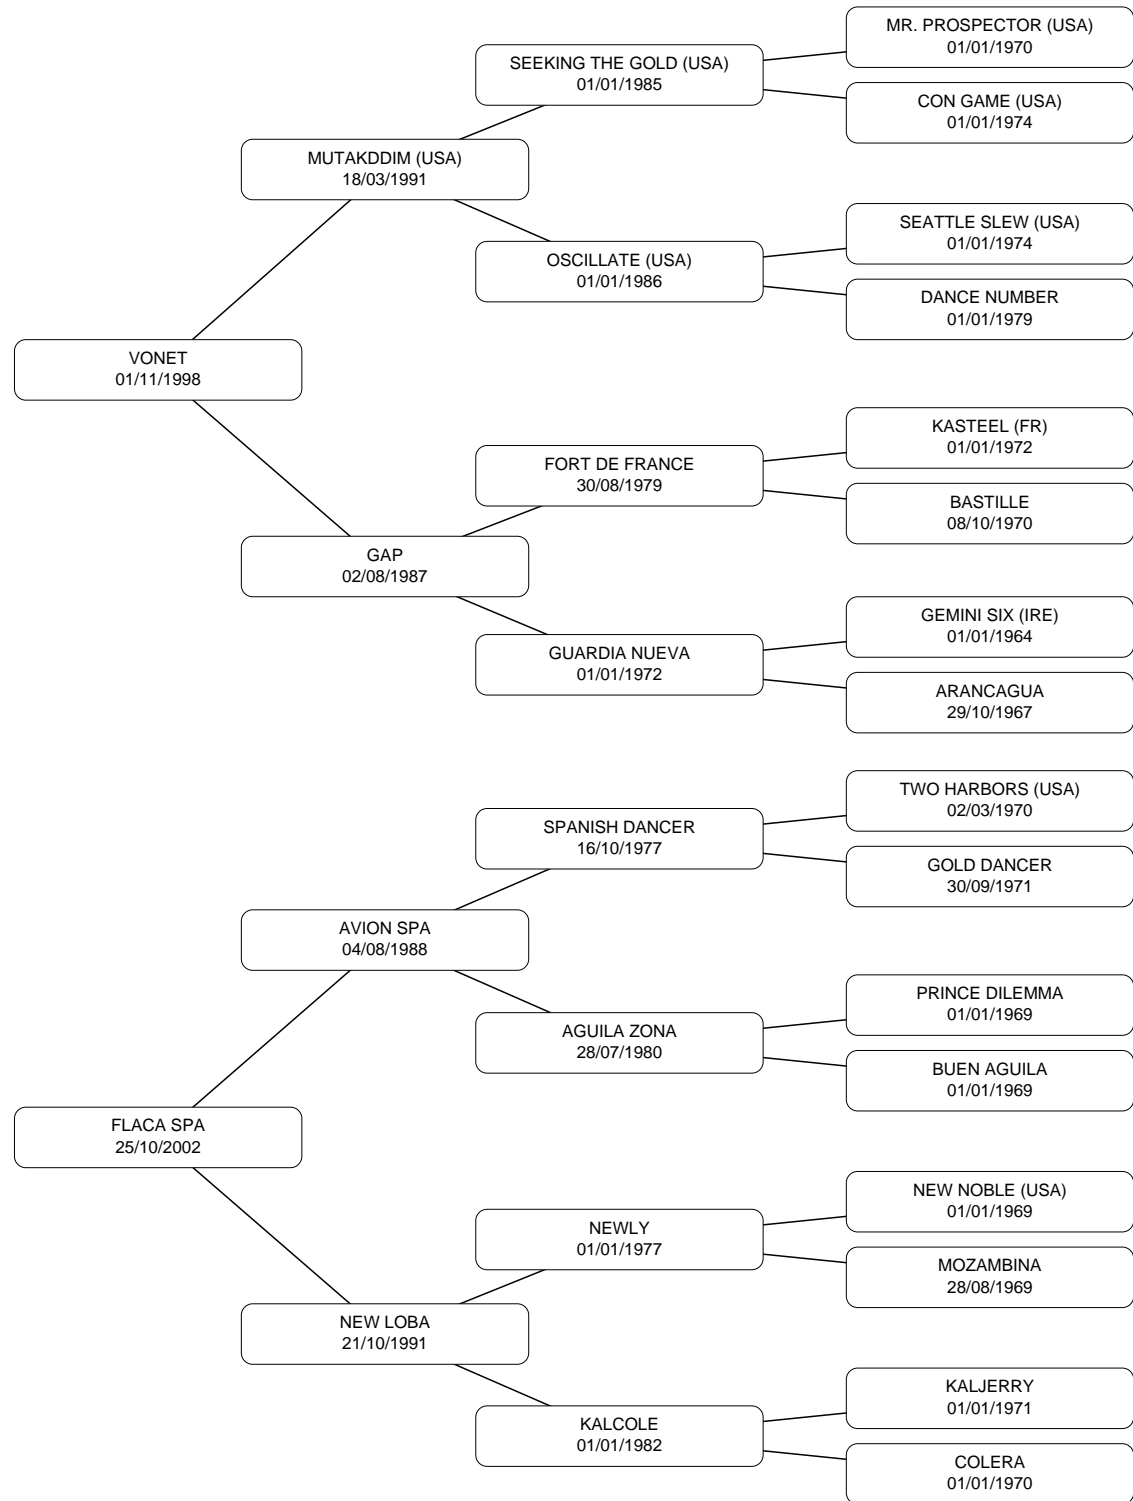 MR. PROSPECTOR (USA)
01/01/1970
SEEKING THE GOLD (USA)
01/01/1985
CON GAME (USA)
01/01/1974
MUTAKDDIM (USA)
18/03/1991
SEATTLE SLEW (USA)
01/01/1974
OSCILLATE (USA)
01/01/1986
DANCE NUMBER
01/01/1979
VONET
01/11/1998
KASTEEL (FR)
01/01/1972
FORT DE FRANCE
30/08/1979
BASTILLE
08/10/1970
GAP
02/08/1987
GEMINI SIX (IRE)
01/01/1964
GUARDIA NUEVA
01/01/1972
ARANCAGUA
29/10/1967
TWO HARBORS (USA)
02/03/1970
SPANISH DANCER
16/10/1977
GOLD DANCER
30/09/1971
AVION SPA
04/08/1988
PRINCE DILEMMA
01/01/1969
AGUILA ZONA
28/07/1980
BUEN AGUILA
01/01/1969
FLACA SPA
25/10/2002
NEW NOBLE (USA)
01/01/1969
NEWLY
01/01/1977
MOZAMBINA
28/08/1969
NEW LOBA
21/10/1991
KALJERRY
01/01/1971
KALCOLE
01/01/1982
COLERA
01/01/1970